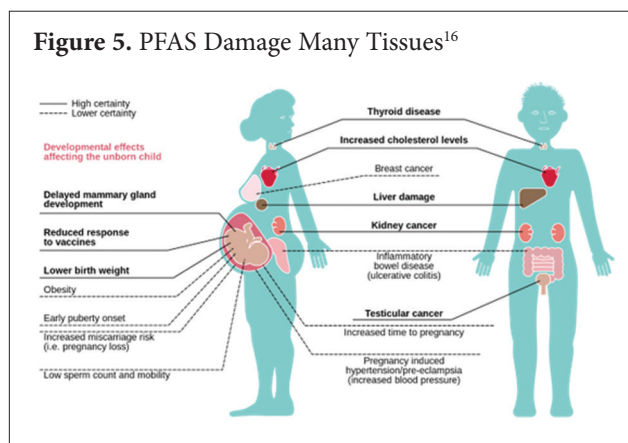 Figure 5. PFAS Damage Many Tissues16
High certainty
Lower certainty
Developmental effects
affecting the unborn child
Delayed mammary gland
development
Reduced response
to vaccines
Lower birth weight
Obesity
Early puberty onset
Increased miscarriage risk
(i.e. pregnancy loss)
Low sperm count and mobility
Thyroid disease
Increased cholesterol levels
Breast cancer
Liver damage
Kidney cancer
Inflammatory
bowel disease
(ulcerative colitis)
Testicular cancer
Increased time to pregnancy
Pregnancy induced
hypertension/pre-eclampsia
(increased blood pressure)